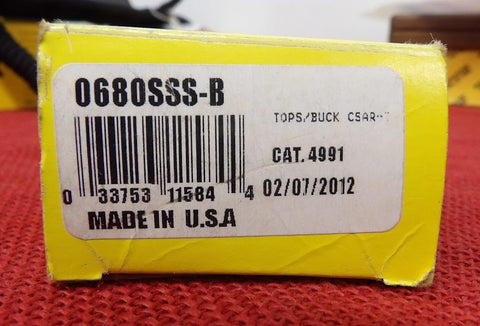 0680SSS-B
TOPS/BUCK CSAR-T
CAT. 4991
0 33753 11584 4
02/07/2012
MADE IN U.S.A